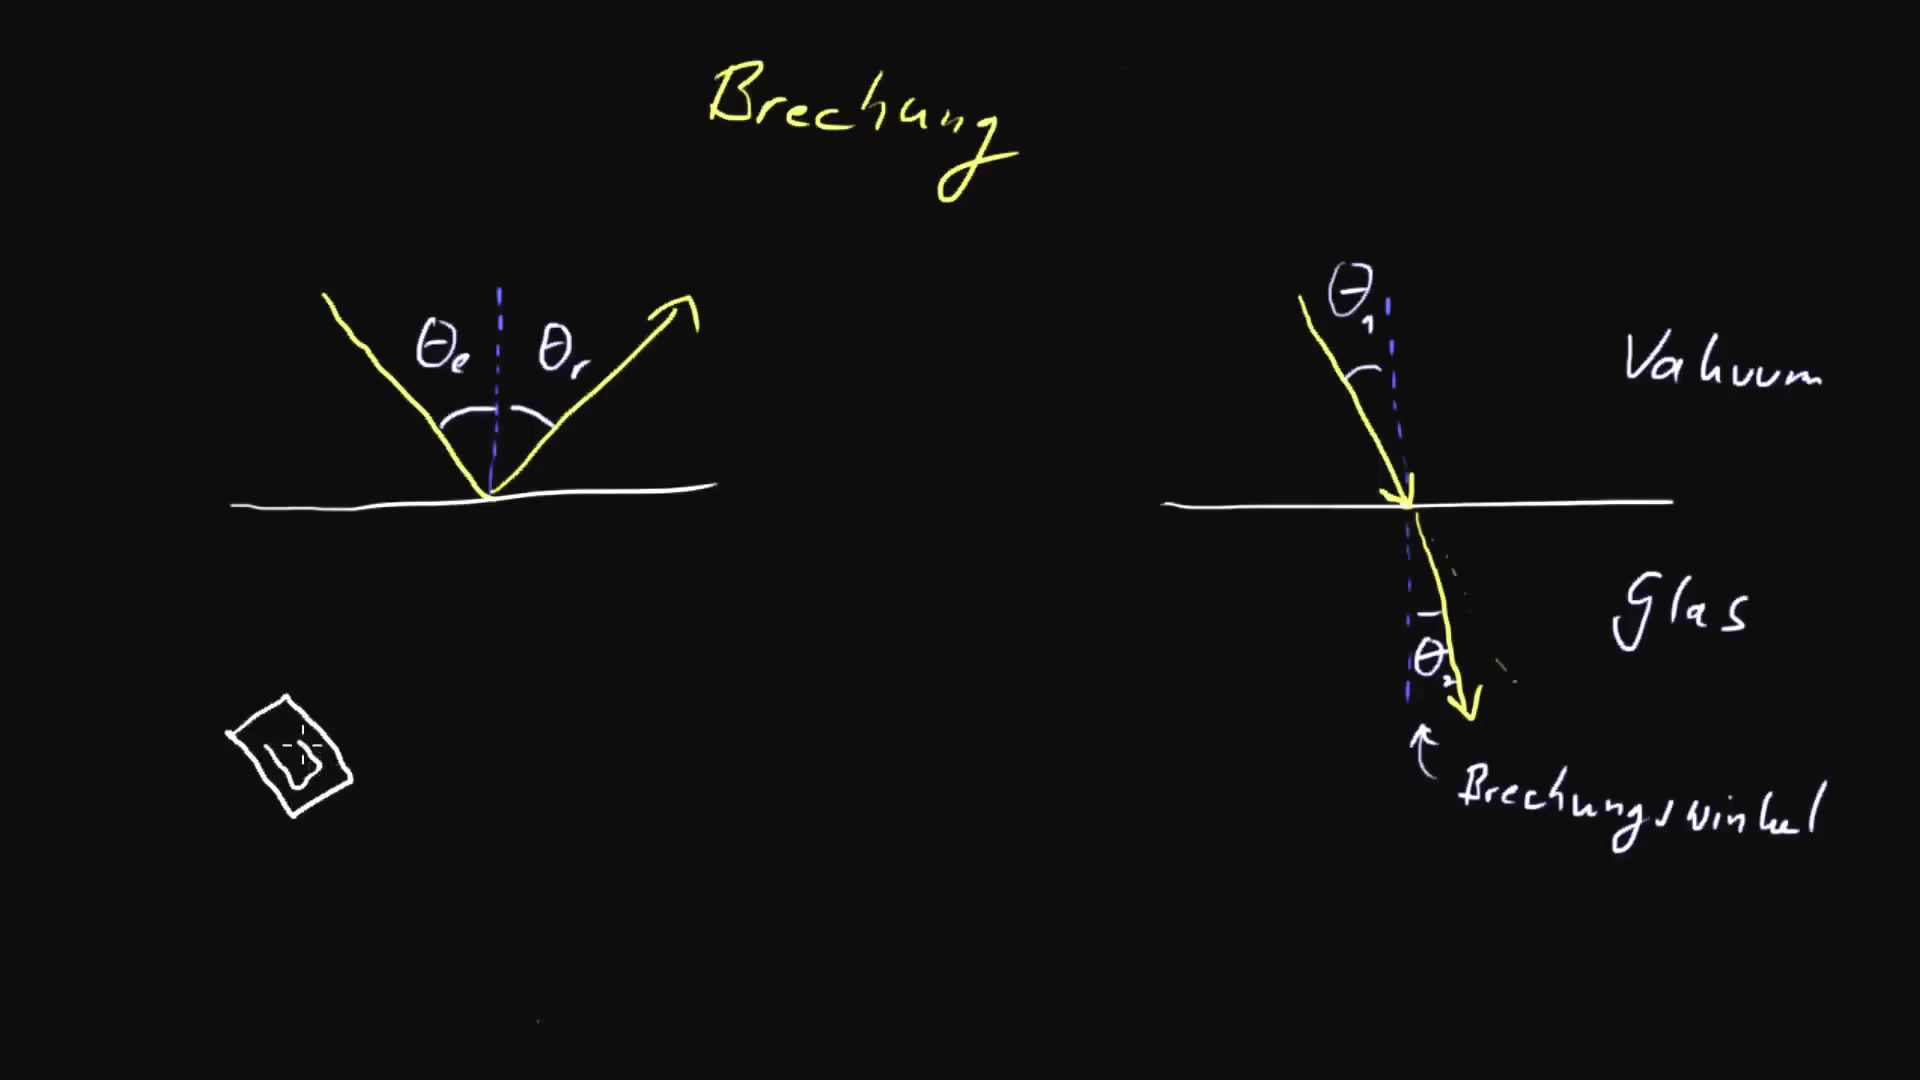 Brechung
θe θr
θ1
Vakuum
Glas
θ2
Brechungswinkel